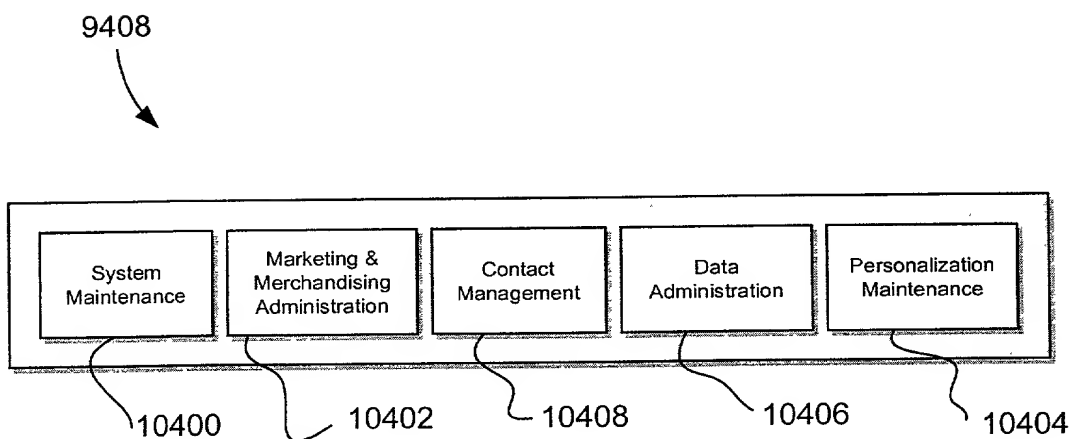 9408
System
Maintenance
Marketing &
Merchandising
Administration
Contact
Management
Data
Administration
Personalization
Maintenance
10400
10402
10408
10406
10404